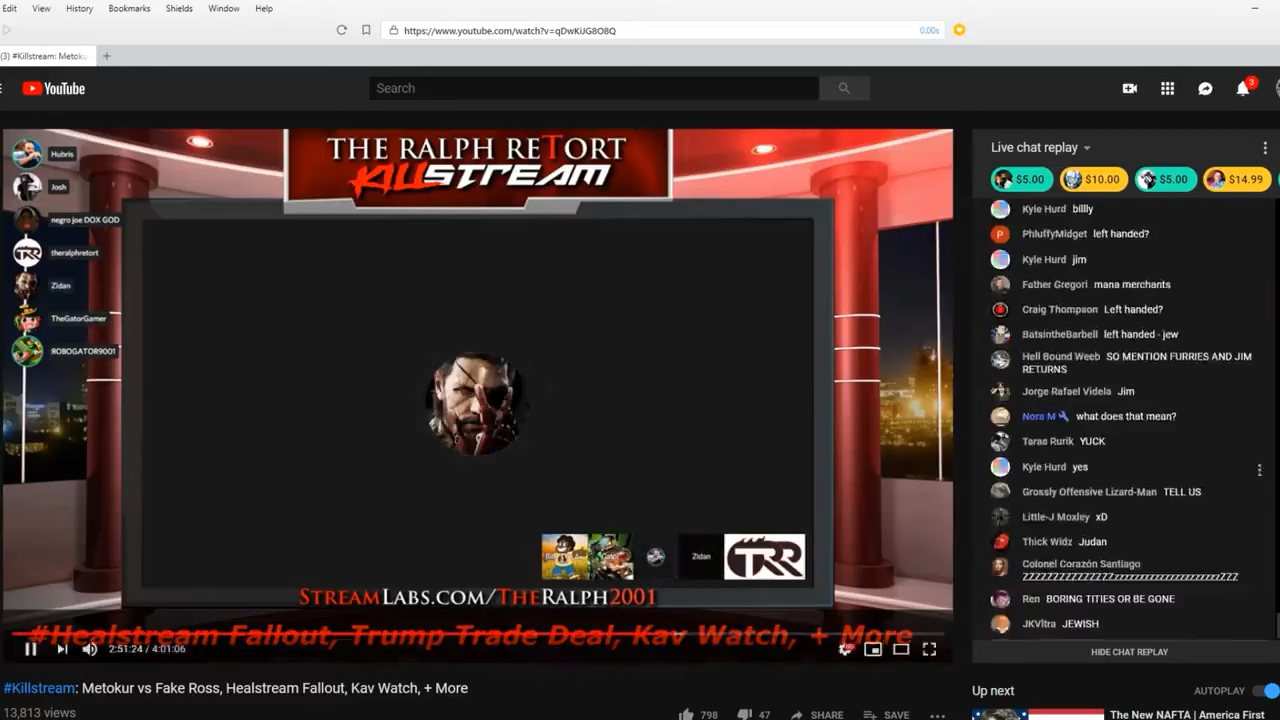 Edit View History Bookmarks Shields Window Help
https://www.youtube.com/watch?v=qDwKiJG8O8Q 0.00s
(3) #Killstream: Metoku
YouTube
Search
3
THE RALPH RETORT
KILLSTREAM
Hubris
Josh
negro joe DOX GOD
theralphretort
Zidan
TheGatorGamer
ROBOGATOR9001
Zidan
TRR
STREAMLABS.COM/THERALPH2001
#Healstream Fallout, Trump Trade Deal, Kav Watch, + More
2:51:24 / 4:01:06
#Killstream: Metokur vs Fake Ross, Healstream Fallout, Kav Watch, + More
13,813 views
798 47 SHARE SAVE
Live chat replay
$5.00 $10.00 $5.00 $14.99
Kyle Hurd billly
PhluffyMidget left handed?
Kyle Hurd jim
Father Gregori mana merchants
Craig Thompson Left handed?
BatsintheBarbell left handed - jew
Hell Bound Weeb SO MENTION FURRIES AND JIM
RETURNS
Jorge Rafael Videla Jim
Nora M what does that mean?
Taras Rurik YUCK
Kyle Hurd yes
Grossly Offensive Lizard-Man TELL US
Little-J Moxley xD
Thick Widz Judan
Colonel Corazón Santiago
Ren BORING TITIES OR BE GONE
JKVltra JEWISH
HIDE CHAT REPLAY
Up next AUTOPLAY
The New NAFTA | America First